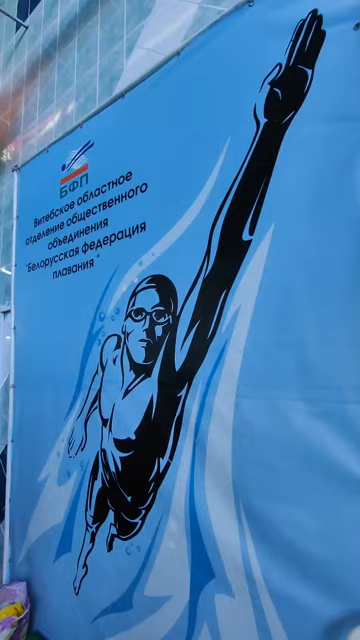 БФП
Витебское областное
отделение общественного
объединения
"Белорусская федерация
плавания "